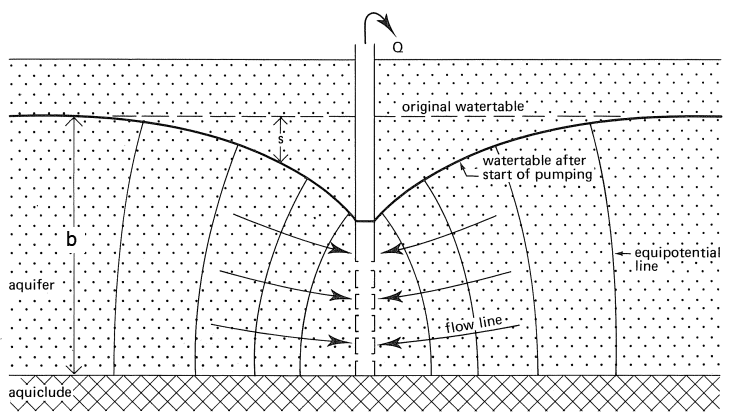 Q
original watertable
s
watertable after
start of pumping
b
equipotential
line
aquifer
flow line
aquiclude